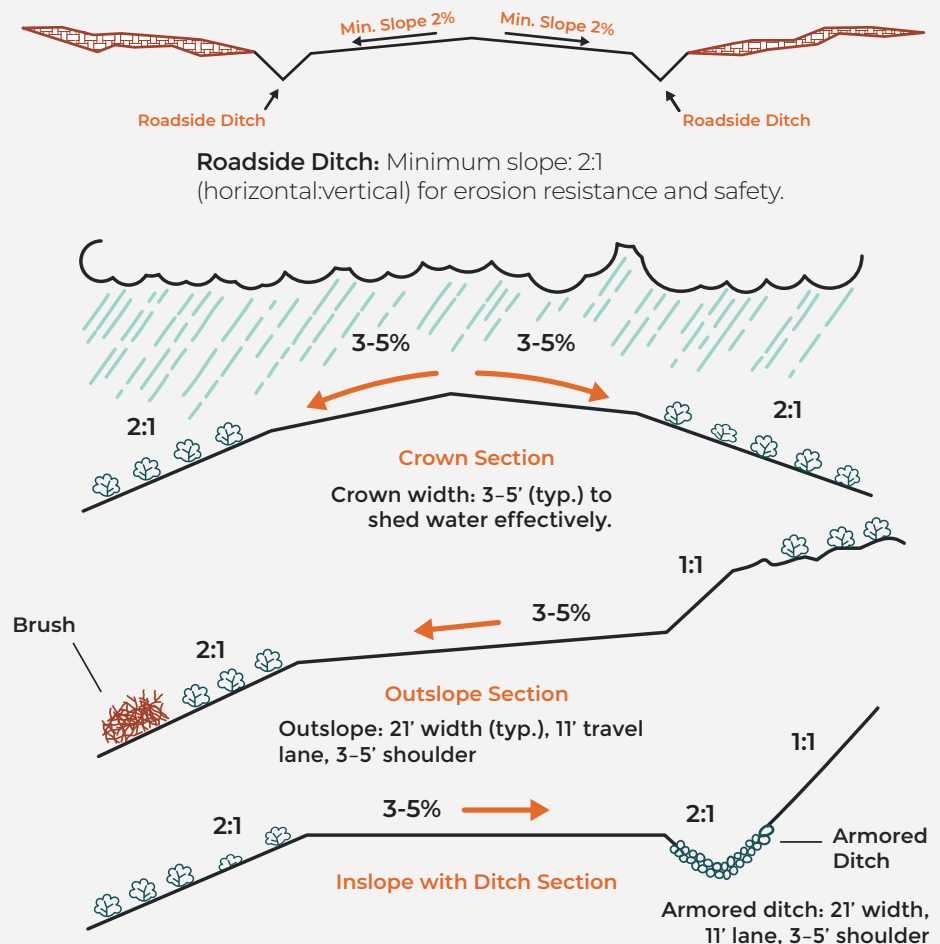 Min. Slope 2%
Min. Slope 2%
Roadside Ditch
Roadside Ditch
Roadside Ditch: Minimum slope: 2:1
(horizontal:vertical) for erosion resistance and safety.
3-5%
3-5%
2:1
2:1
Crown Section
Crown width: 3–5’ (typ.) to
shed water effectively.
1:1
3-5%
Brush
2:1
Outslope Section
Outslope: 21’ width (typ.), 11’ travel
lane, 3–5’ shoulder
1:1
3-5%
2:1
2:1
Armored
Ditch
Inslope with Ditch Section
Armored ditch: 21’ width,
11’ lane, 3–5’ shoulder